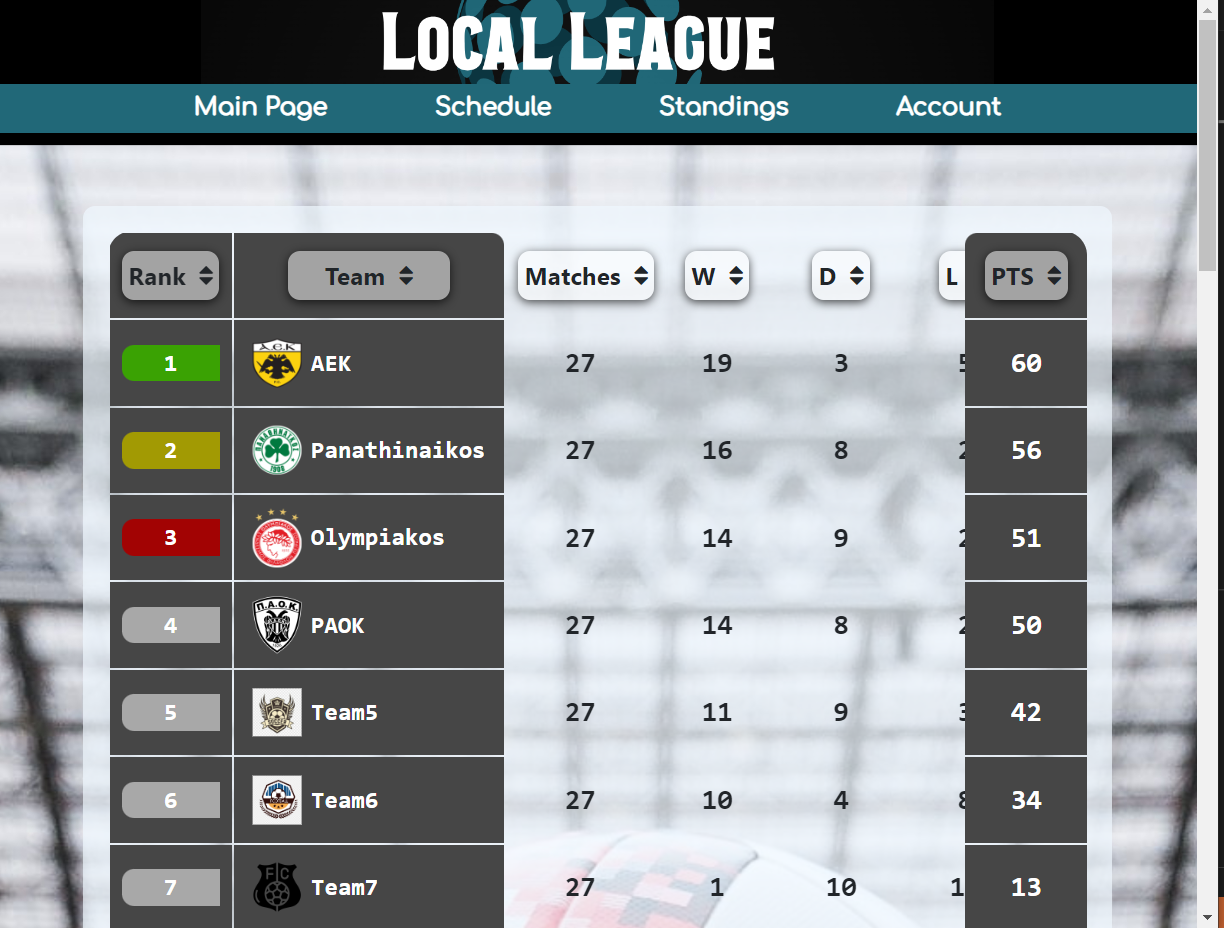 LOCAL LEAGUE
Main Page Schedule Standings Account
Rank Team Matches W D L PTS
1 AEK 27 19 3 60
2 Panathinaikos 27 16 8 56
3 Olympiakos 27 14 9 51
4 Π.Α.Ο.Κ. PAOK 27 14 8 50
5 Team5 27 11 9 42
6 Team6 27 10 4 34
7 FC Team7 27 1 10 13